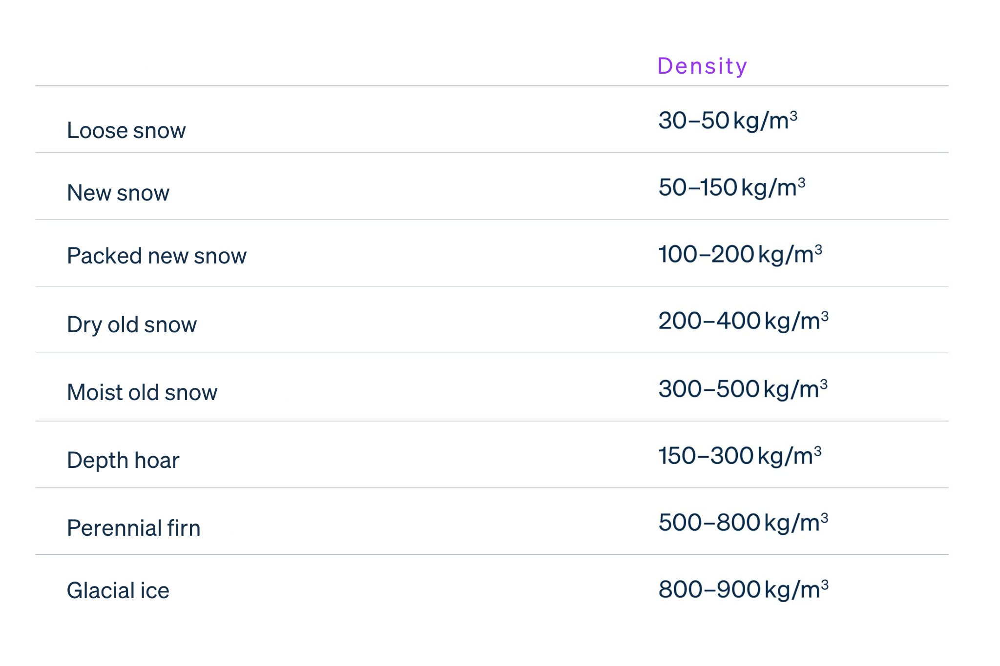 Density
Loose snow 30–50 kg/m³
New snow 50–150 kg/m³
Packed new snow 100–200 kg/m³
Dry old snow 200–400 kg/m³
Moist old snow 300–500 kg/m³
Depth hoar 150–300 kg/m³
Perennial firn 500–800 kg/m³
Glacial ice 800–900 kg/m³